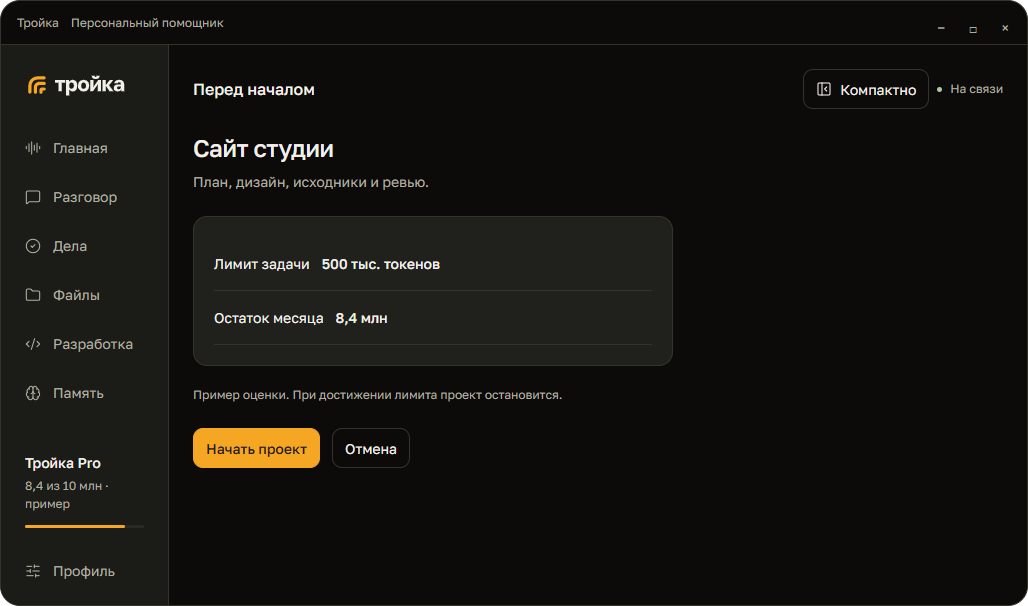 Тройка Персональный помощник
тройка
Главная
Разговор
Дела
Файлы
Разработка
Память
Тройка Pro
8,4 из 10 млн ·
пример
Профиль
Перед началом
Компактно
На связи
Сайт студии
План, дизайн, исходники и ревью.
Лимит задачи 500 тыс. токенов
Остаток месяца 8,4 млн
Пример оценки. При достижении лимита проект остановится.
Начать проект
Отмена